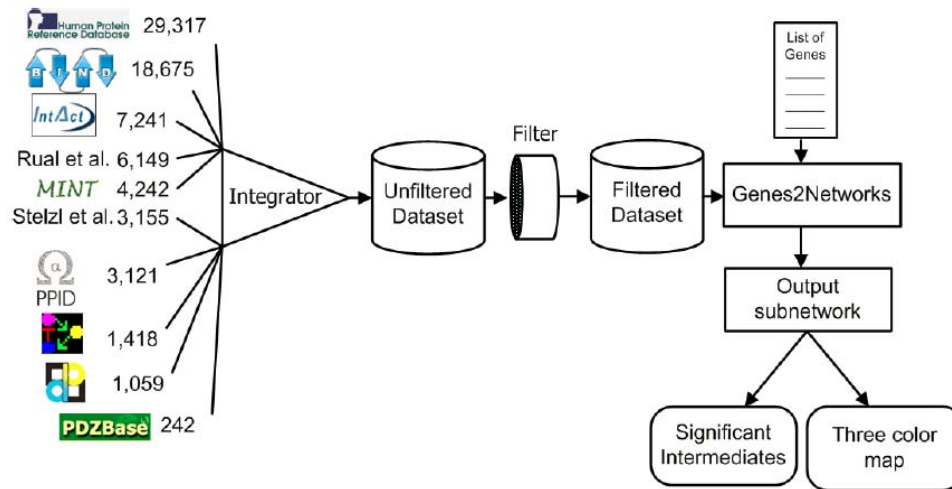 Human Protein
Reference Database
29,317
BIND
18,675
IntAct
7,241
Rual et al. 6,149
MINT
4,242
Stelzl et al. 3,155
Ω
α
PPID
3,121
1,418
1,059
PDZBase
242
Integrator
Unfiltered
Dataset
Filter
Filtered
Dataset
List of
Genes
Genes2Networks
Output
subnetwork
Significant
Intermediates
Three color
map